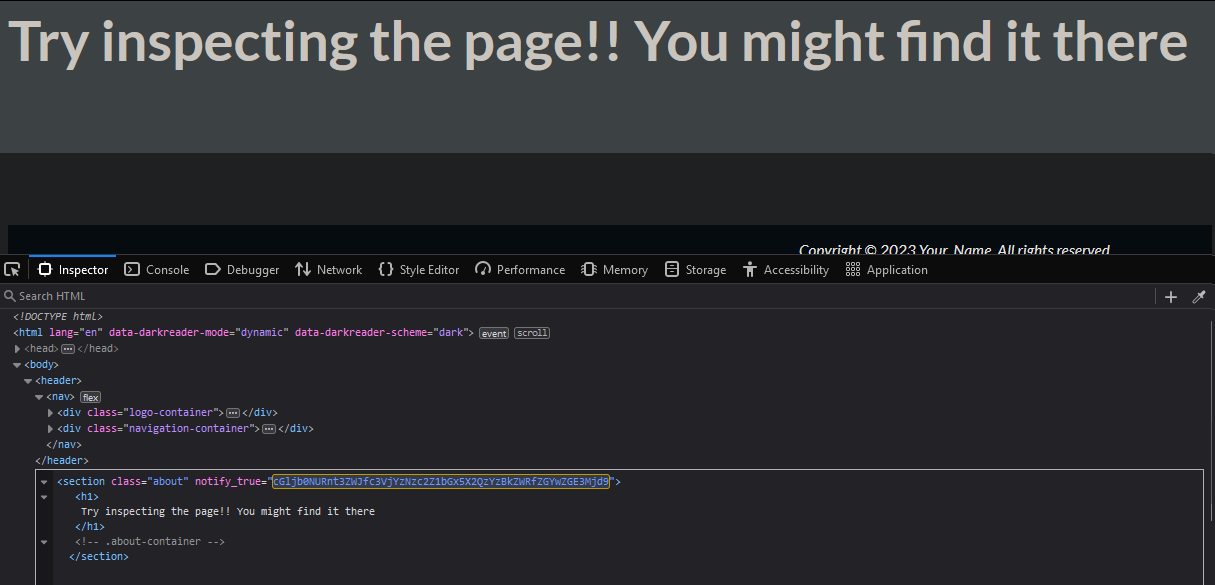 Try inspecting the page!! You might find it there
Copyright © 2023 Your_Name. All rights reserved.
Inspector Console Debugger Network Style Editor Performance Memory Storage Accessibility Application
Search HTML
<!DOCTYPE html>
<html lang="en" data-darkreader-mode="dynamic" data-darkreader-scheme="dark"> event scroll
<head> ••• </head>
<body>
<header>
<nav> flex
<div class="logo-container"> ••• </div>
<div class="navigation-container"> ••• </div>
</nav>
</header>
<section class="about" notify_true="cGljb0NURnt3ZWJfc3VjYzNzc2Z1bGx5X2QzYzBkZWRfZGYwZGE3Mjd9">
<h1>
Try inspecting the page!! You might find it there
</h1>
<!-- .about-container -->
</section>